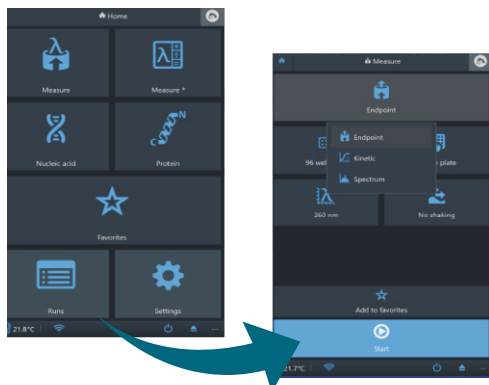 Home
Measure
Measure *
N
C
Nucleic acid
Protein
Favorites
Runs
Settings
21.8°C
Measure
Endpoint
Endpoint
Kinetic
Spectrum
96 wel
plate
260 nm
No shaking
Add to favorites
Start
21.7°C